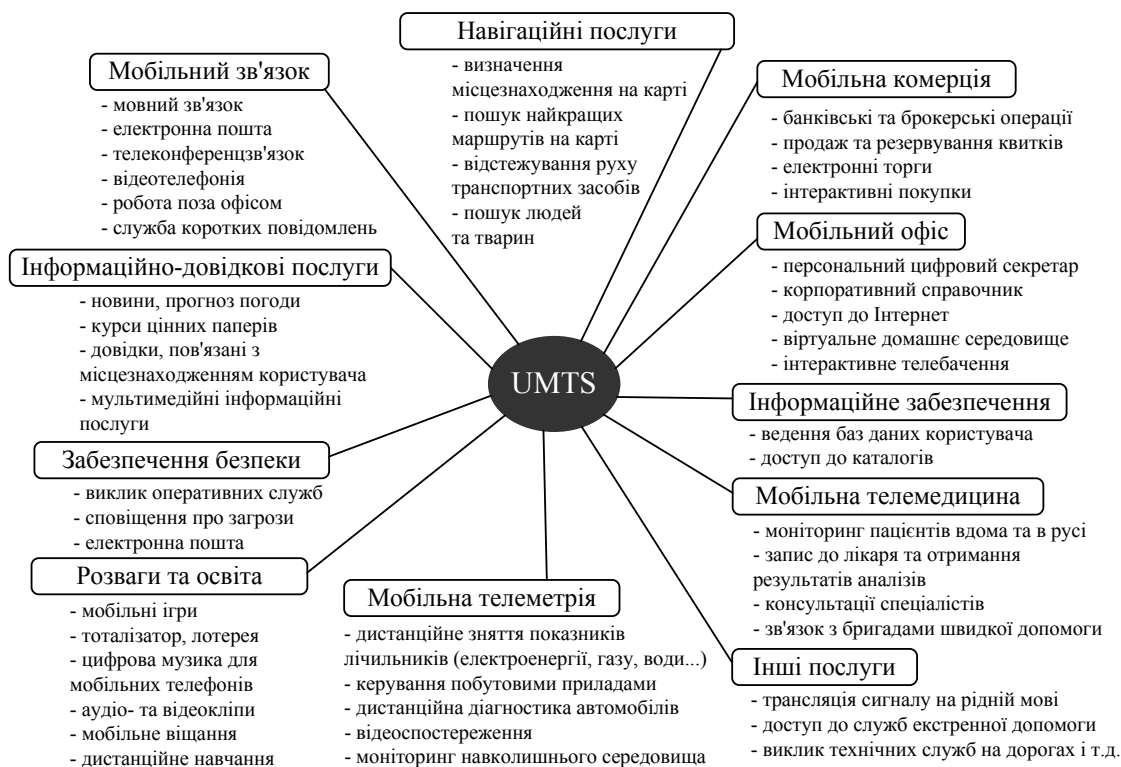 Навігаційні послуги
- визначення
місцезнаходження на карті
- пошук найкращих
маршрутів на карті
- відстежування руху
транспортних засобів
- пошук людей
та тварин
Мобільний зв'язок
- мовний зв'язок
- електронна пошта
- телеконференцзв'язок
- відеотелефонія
- робота поза офісом
- служба коротких повідомлень
Мобільна комерція
- банківські та брокерські операції
- продаж та резервування квитків
- електронні торги
- інтерактивні покупки
Мобільний офіс
- персональний цифровий секретар
- корпоративний справочник
- доступ до Інтернет
- віртуальне домашнє середовище
- інтерактивне телебачення
Інформаційно-довідкові послуги
- новини, прогноз погоди
- курси цінних паперів
- довідки, пов'язані з
місцезнаходженням користувача
- мультимедійні інформаційні
послуги
UMTS
Інформаційне забезпечення
- ведення баз даних користувача
- доступ до каталогів
Забезпечення безпеки
- виклик оперативних служб
- сповіщення про загрози
- електронна пошта
Мобільна телемедицина
- моніторинг пацієнтів вдома та в русі
- запис до лікаря та отримання
результатів аналізів
- консультації спеціалістів
- зв'язок з бригадами швидкої допомоги
Розваги та освіта
- мобільні ігри
- тоталізатор, лотерея
- цифрова музика для
мобільних телефонів
- аудіо- та відеокліпи
- мобільне віщання
- дистанційне навчання
Мобільна телеметрія
- дистанційне зняття показників
лічильників (електроенергії, газу, води...)
- керування побутовими приладами
- дистанційна діагностика автомобілів
- відеоспостереження
- моніторинг навколишнього середовища
Інші послуги
- трансляція сигналу на рідній мові
- доступ до служб екстренної допомоги
- виклик технічних служб на дорогах і т.д.